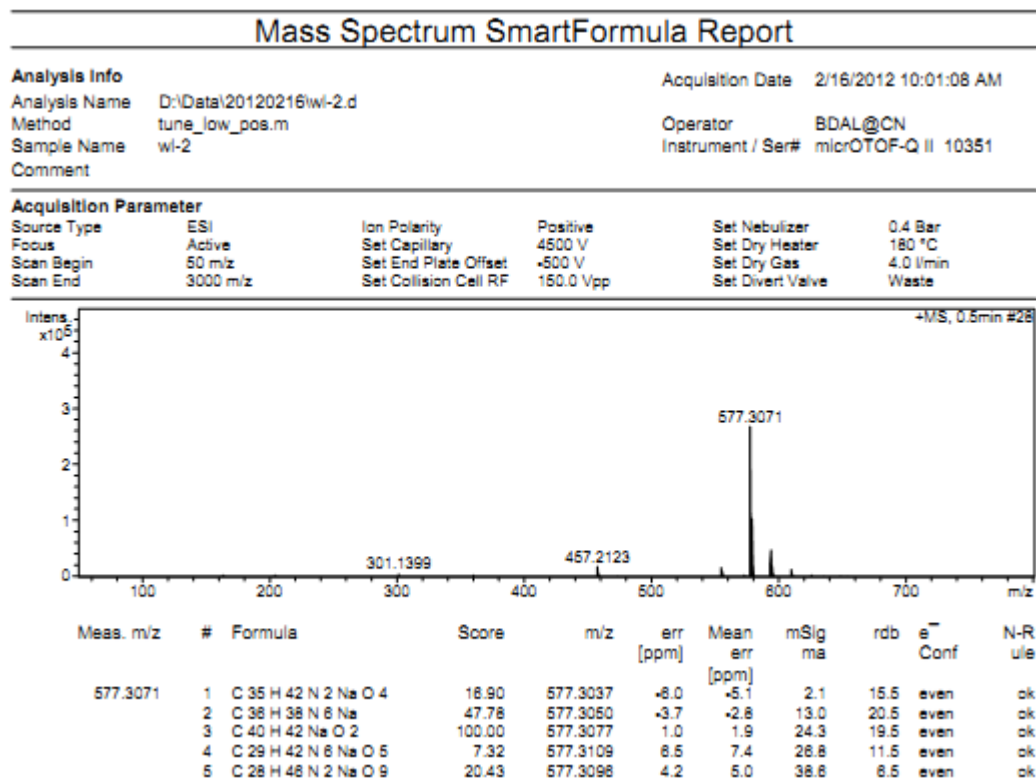 Mass Spectrum SmartFormula Report
Analysis Info
Acquisition Date 2/16/2012 10:01:08 AM
Analysis Name D:\Data\20120216\wl-2.d
Method tune_low_pos.m Operator BDAL@CN
Sample Name wl-2 Instrument / Ser# micrOTOF-Q II 10351
Comment
Acquisition Parameter
Source Type ESI Ion Polarity Positive Set Nebulizer 0.4 Bar
Focus Active Set Capillary 4500 V Set Dry Heater 180 °C
Scan Begin 50 m/z Set End Plate Offset -500 V Set Dry Gas 4.0 l/min
Scan End 3000 m/z Set Collision Cell RF 150.0 Vpp Set Divert Valve Waste
Intens. +MS, 0.5min #28
x10⁵
4
577.3071
3
2
1
301.1399 457.2123
0
100 200 300 400 500 600 700 m/z
Meas. m/z # Formula Score m/z err Mean mSig rdb e⁻ N-R
[ppm] err ma Conf ule
[ppm]
577.3071 1 C 35 H 42 N 2 Na O 4 16.90 577.3037 -6.0 -5.1 2.1 15.5 even ok
2 C 36 H 38 N 6 Na 47.78 577.3050 -3.7 -2.8 13.0 20.5 even ok
3 C 40 H 42 Na O 2 100.00 577.3077 1.0 1.9 24.3 19.5 even ok
4 C 29 H 42 N 6 Na O 5 7.32 577.3109 6.5 7.4 26.8 11.5 even ok
5 C 28 H 46 N 2 Na O 9 20.43 577.3096 4.2 5.0 38.6 6.5 even ok